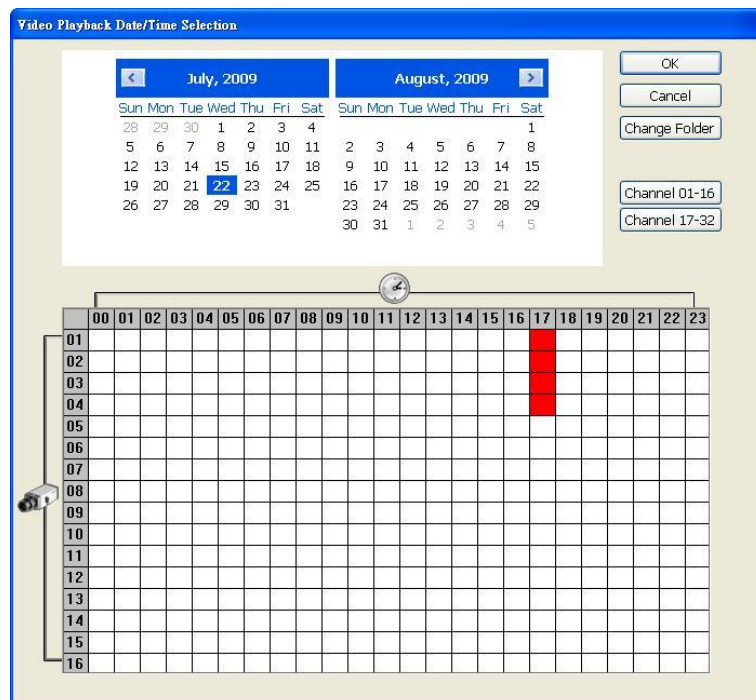 Video Playback Date/Time Selection
July, 2009
August, 2009
OK
Cancel
Change Folder
Channel 01-16
Channel 17-32
Sun Mon Tue Wed Thu Fri Sat
28 29 30 1 2 3 4
5 6 7 8 9 10 11
12 13 14 15 16 17 18
19 20 21 22 23 24 25
26 27 28 29 30 31
Sun Mon Tue Wed Thu Fri Sat
1
2 3 4 5 6 7 8
9 10 11 12 13 14 15
16 17 18 19 20 21 22
23 24 25 26 27 28 29
30 31 1 2 3 4 5
00 01 02 03 04 05 06 07 08 09 10 11 12 13 14 15 16 17 18 19 20 21 22 23
01
02
03
04
05
06
07
08
09
10
11
12
13
14
15
16